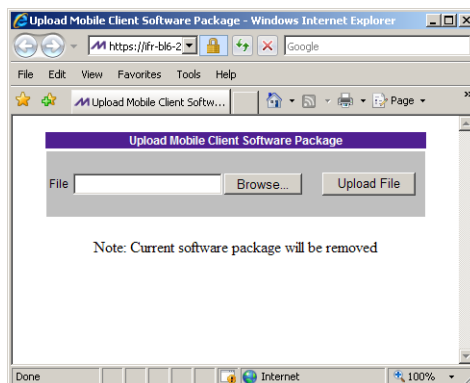 Upload Mobile Client Software Package - Windows Internet Explorer
https://ifr-bl6-2
Google
File Edit View Favorites Tools Help
Upload Mobile Client Softw...
Page
Upload Mobile Client Software Package
File Browse... Upload File
Note: Current software package will be removed
Done Internet 100%